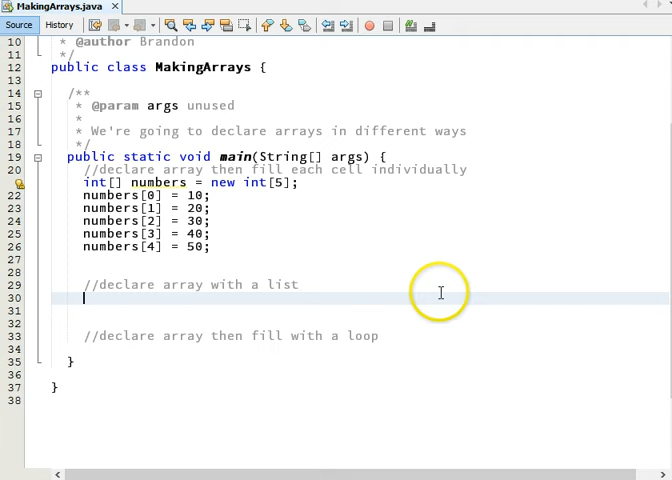 MakingArrays.java
Source History
10 * @author Brandon
11 */
12 public class MakingArrays {
13
14 /**
15 * @param args unused
16 *
17 * We're going to declare arrays in different ways
18 */
19 public static void main(String[] args) {
20 //declare array then fill each cell individually
int[] numbers = new int[5];
22 numbers[0] = 10;
23 numbers[1] = 20;
24 numbers[2] = 30;
25 numbers[3] = 40;
26 numbers[4] = 50;
27
28
29 //declare array with a list
30
31
32
33 //declare array then fill with a loop
34
35 }
36
37 }
38